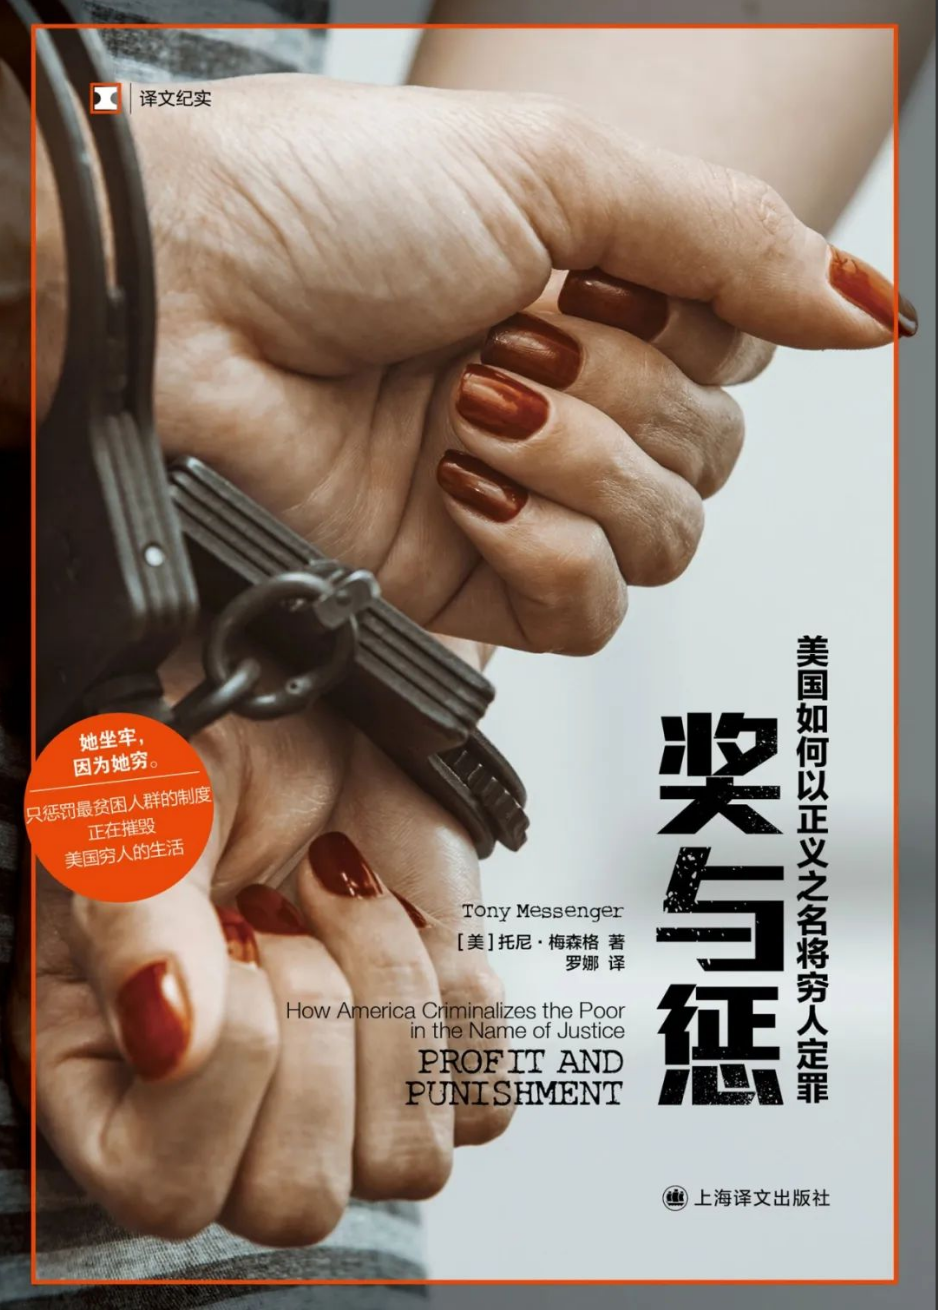 译文纪实
美国如何以正义之名将穷人定罪
奖与惩
她坐牢，
因为她穷。
只惩罚最贫困人群的制度
正在摧毁
美国穷人的生活
Tony Messenger
［美］托尼·梅森格 著
罗娜 译
How America Criminalizes the Poor
in the Name of Justice
PROFIT AND
PUNISHMENT
上海译文出版社